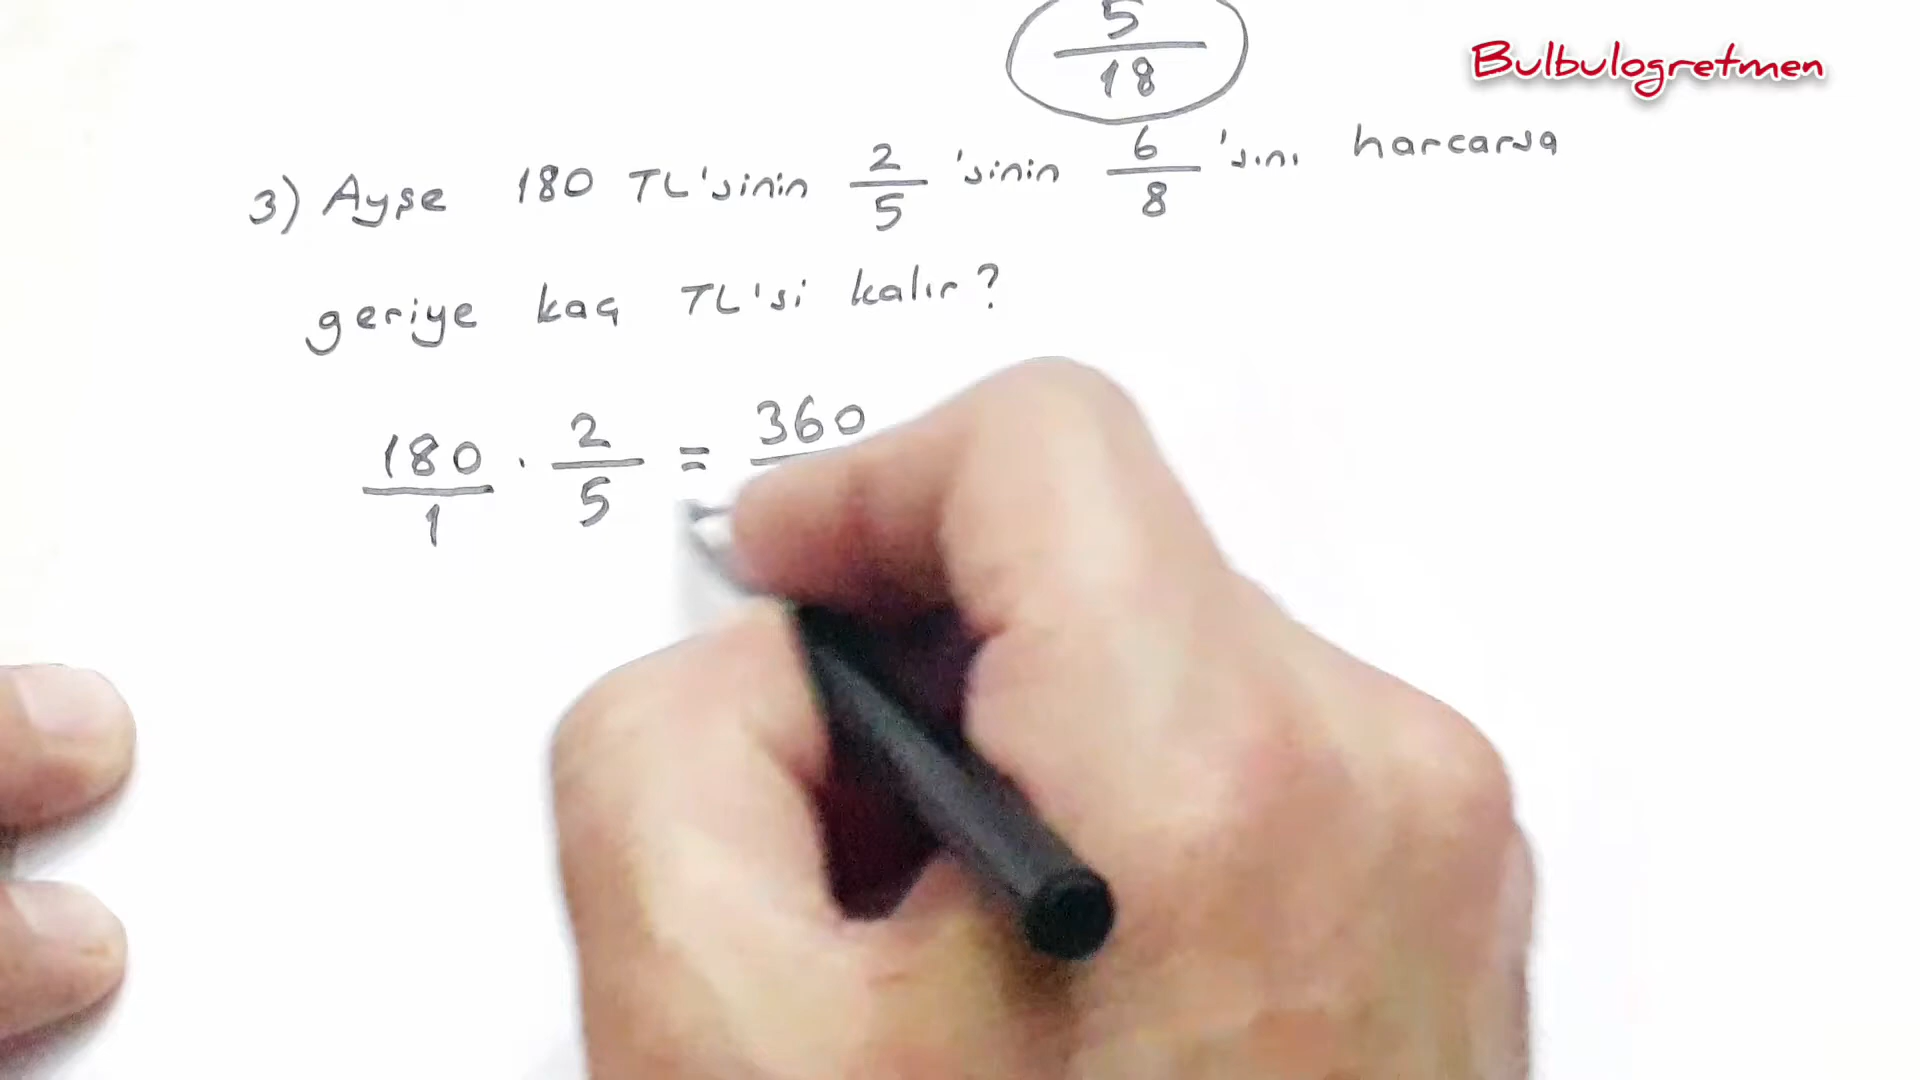 5/18
Bulbulogretmen
3) Ayşe 180 TL'sinin 2/5 'sinin 6/8 'sını harcarsa
geriye kaç TL'si kalır?
180/1 · 2/5 = 360